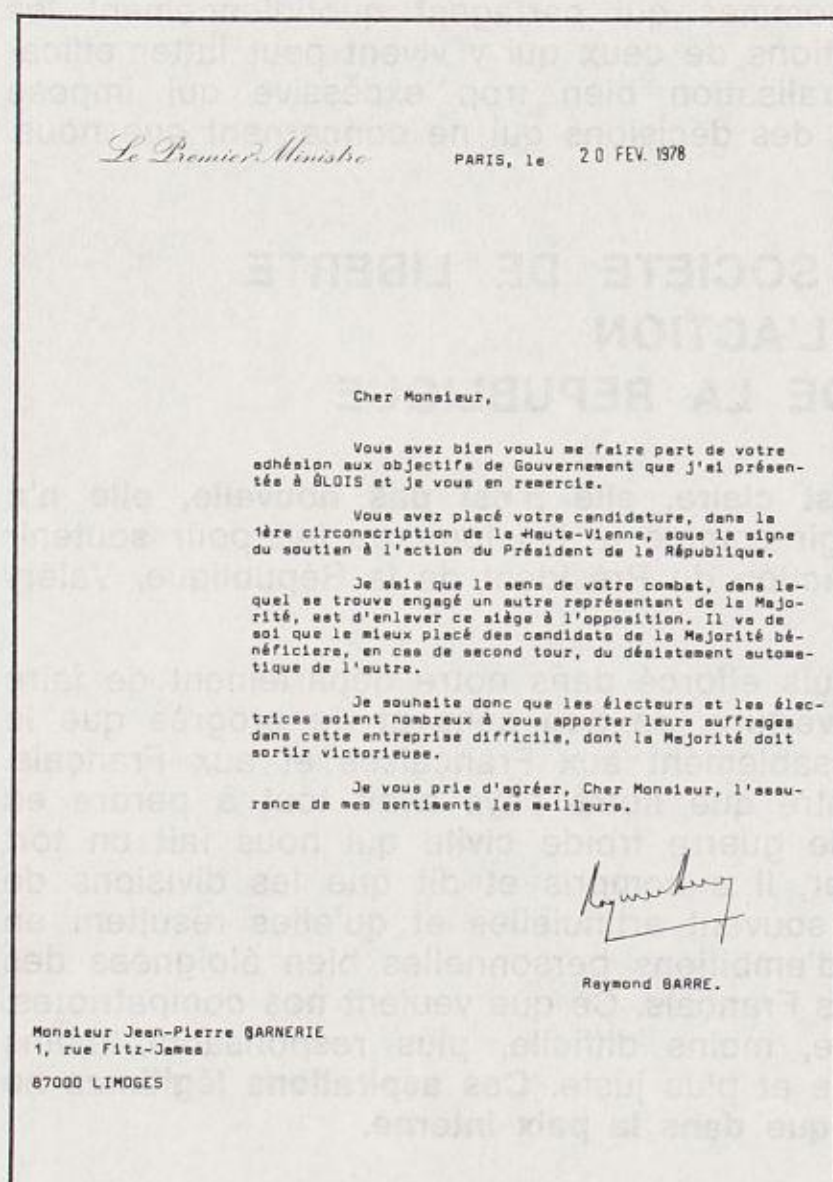 Le Premier Ministre
PARIS, le 20 FEV. 1978
Cher Monsieur,
Vous avez bien voulu me faire part de votre
adhésion aux objectifs de Gouvernement que j'ai présen-
tés à BLOIS et je vous en remercie.
Vous avez placé votre candidature, dans la
1ère circonscription de la Haute-Vienne, sous le signe
du soutien à l'action du Président de la République.
Je sais que le sens de votre combat, dans le-
quel se trouve engagé un autre représentant de la Majo-
rité, est d'enlever ce siège à l'opposition. Il va de
soi que le mieux placé des candidats de la Majorité bé-
néficiera, en cas de second tour, du désistement automa-
tique de l'autre.
Je souhaite donc que les électeurs et les élec-
trices soient nombreux à vous apporter leurs suffrages
dans cette entreprise difficile, dont la Majorité doit
sortir victorieuse.
Je vous prie d'agréer, Cher Monsieur, l'assu-
rance de mes sentiments les meilleurs.
Raymond BARRE.
Monsieur Jean-Pierre BARNERIE
1, rue Fitz-James
87000 LIMOGES